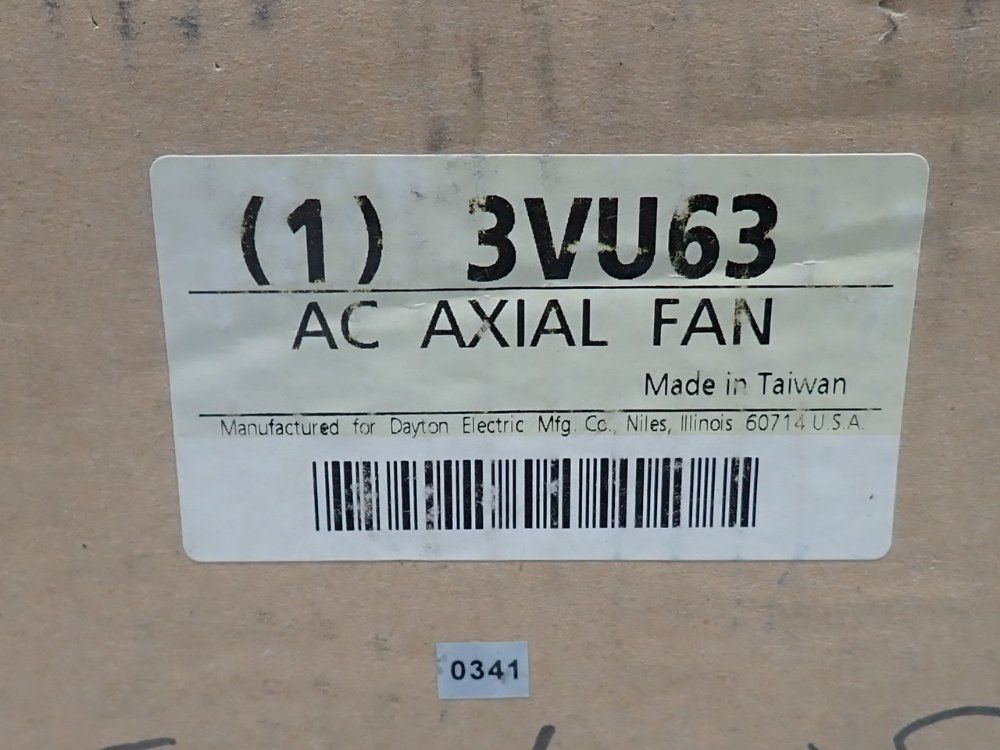 (1) 3VU63
AC AXIAL FAN
Made in Taiwan
Manufactured for Dayton Electric Mfg. Co., Niles, Illinois 60714 U.S.A.
0341